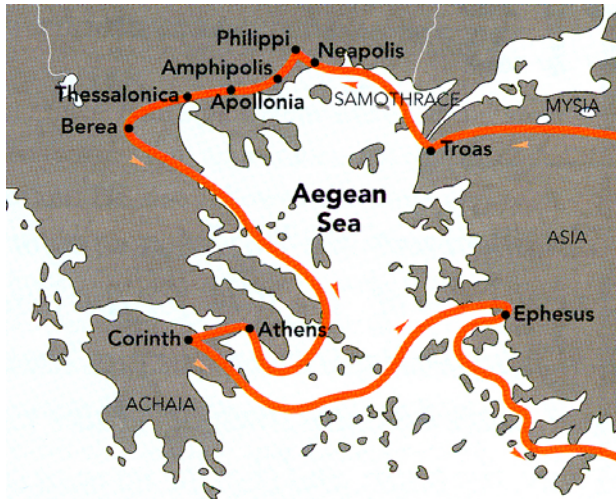 Philippi
Neapolis
Amphipolis
Thessalonica
Apollonia
SAMOTHRACE
MYSIA
Berea
Troas
Aegean
Sea
ASIA
Corinth
Athens
Ephesus
ACHAIA